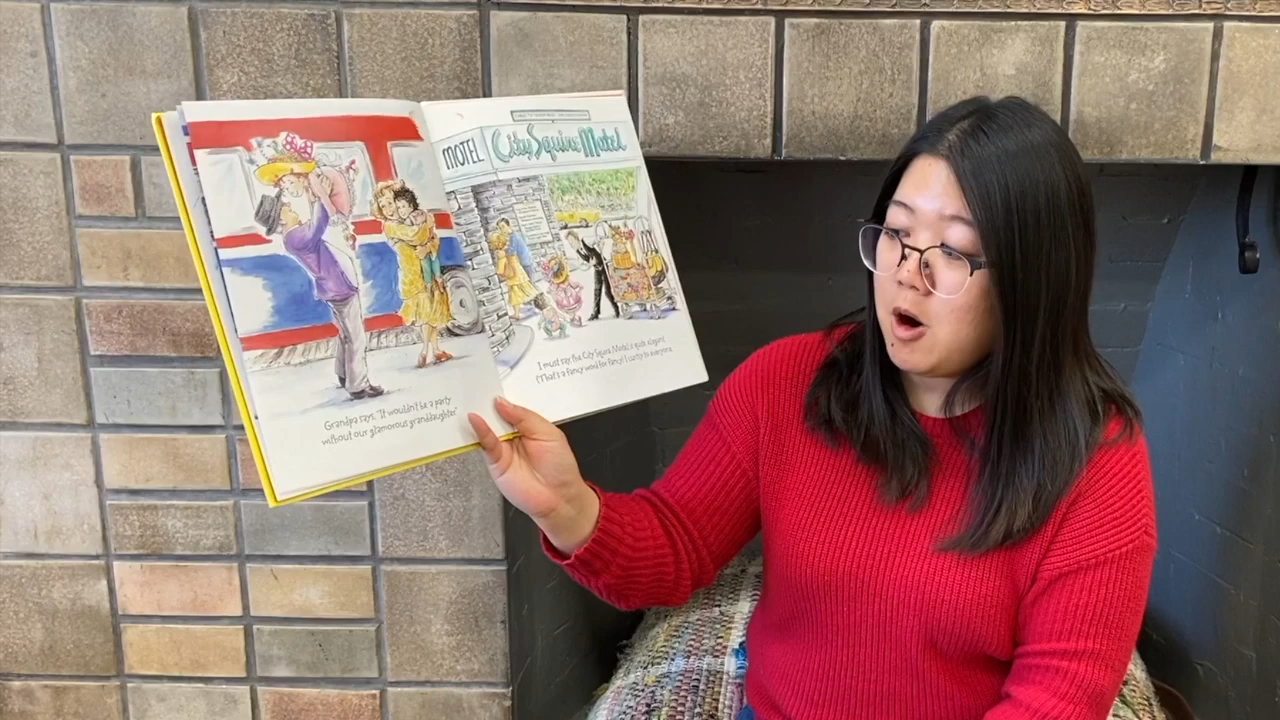 Grandpa says, "It wouldn't be a party
without our glamorous granddaughter."
MOTEL
City Squire Motel
I must say, the City Squire Motel is quite elegant.
(That's a fancy word for fancy.) I curtsy to everyone.